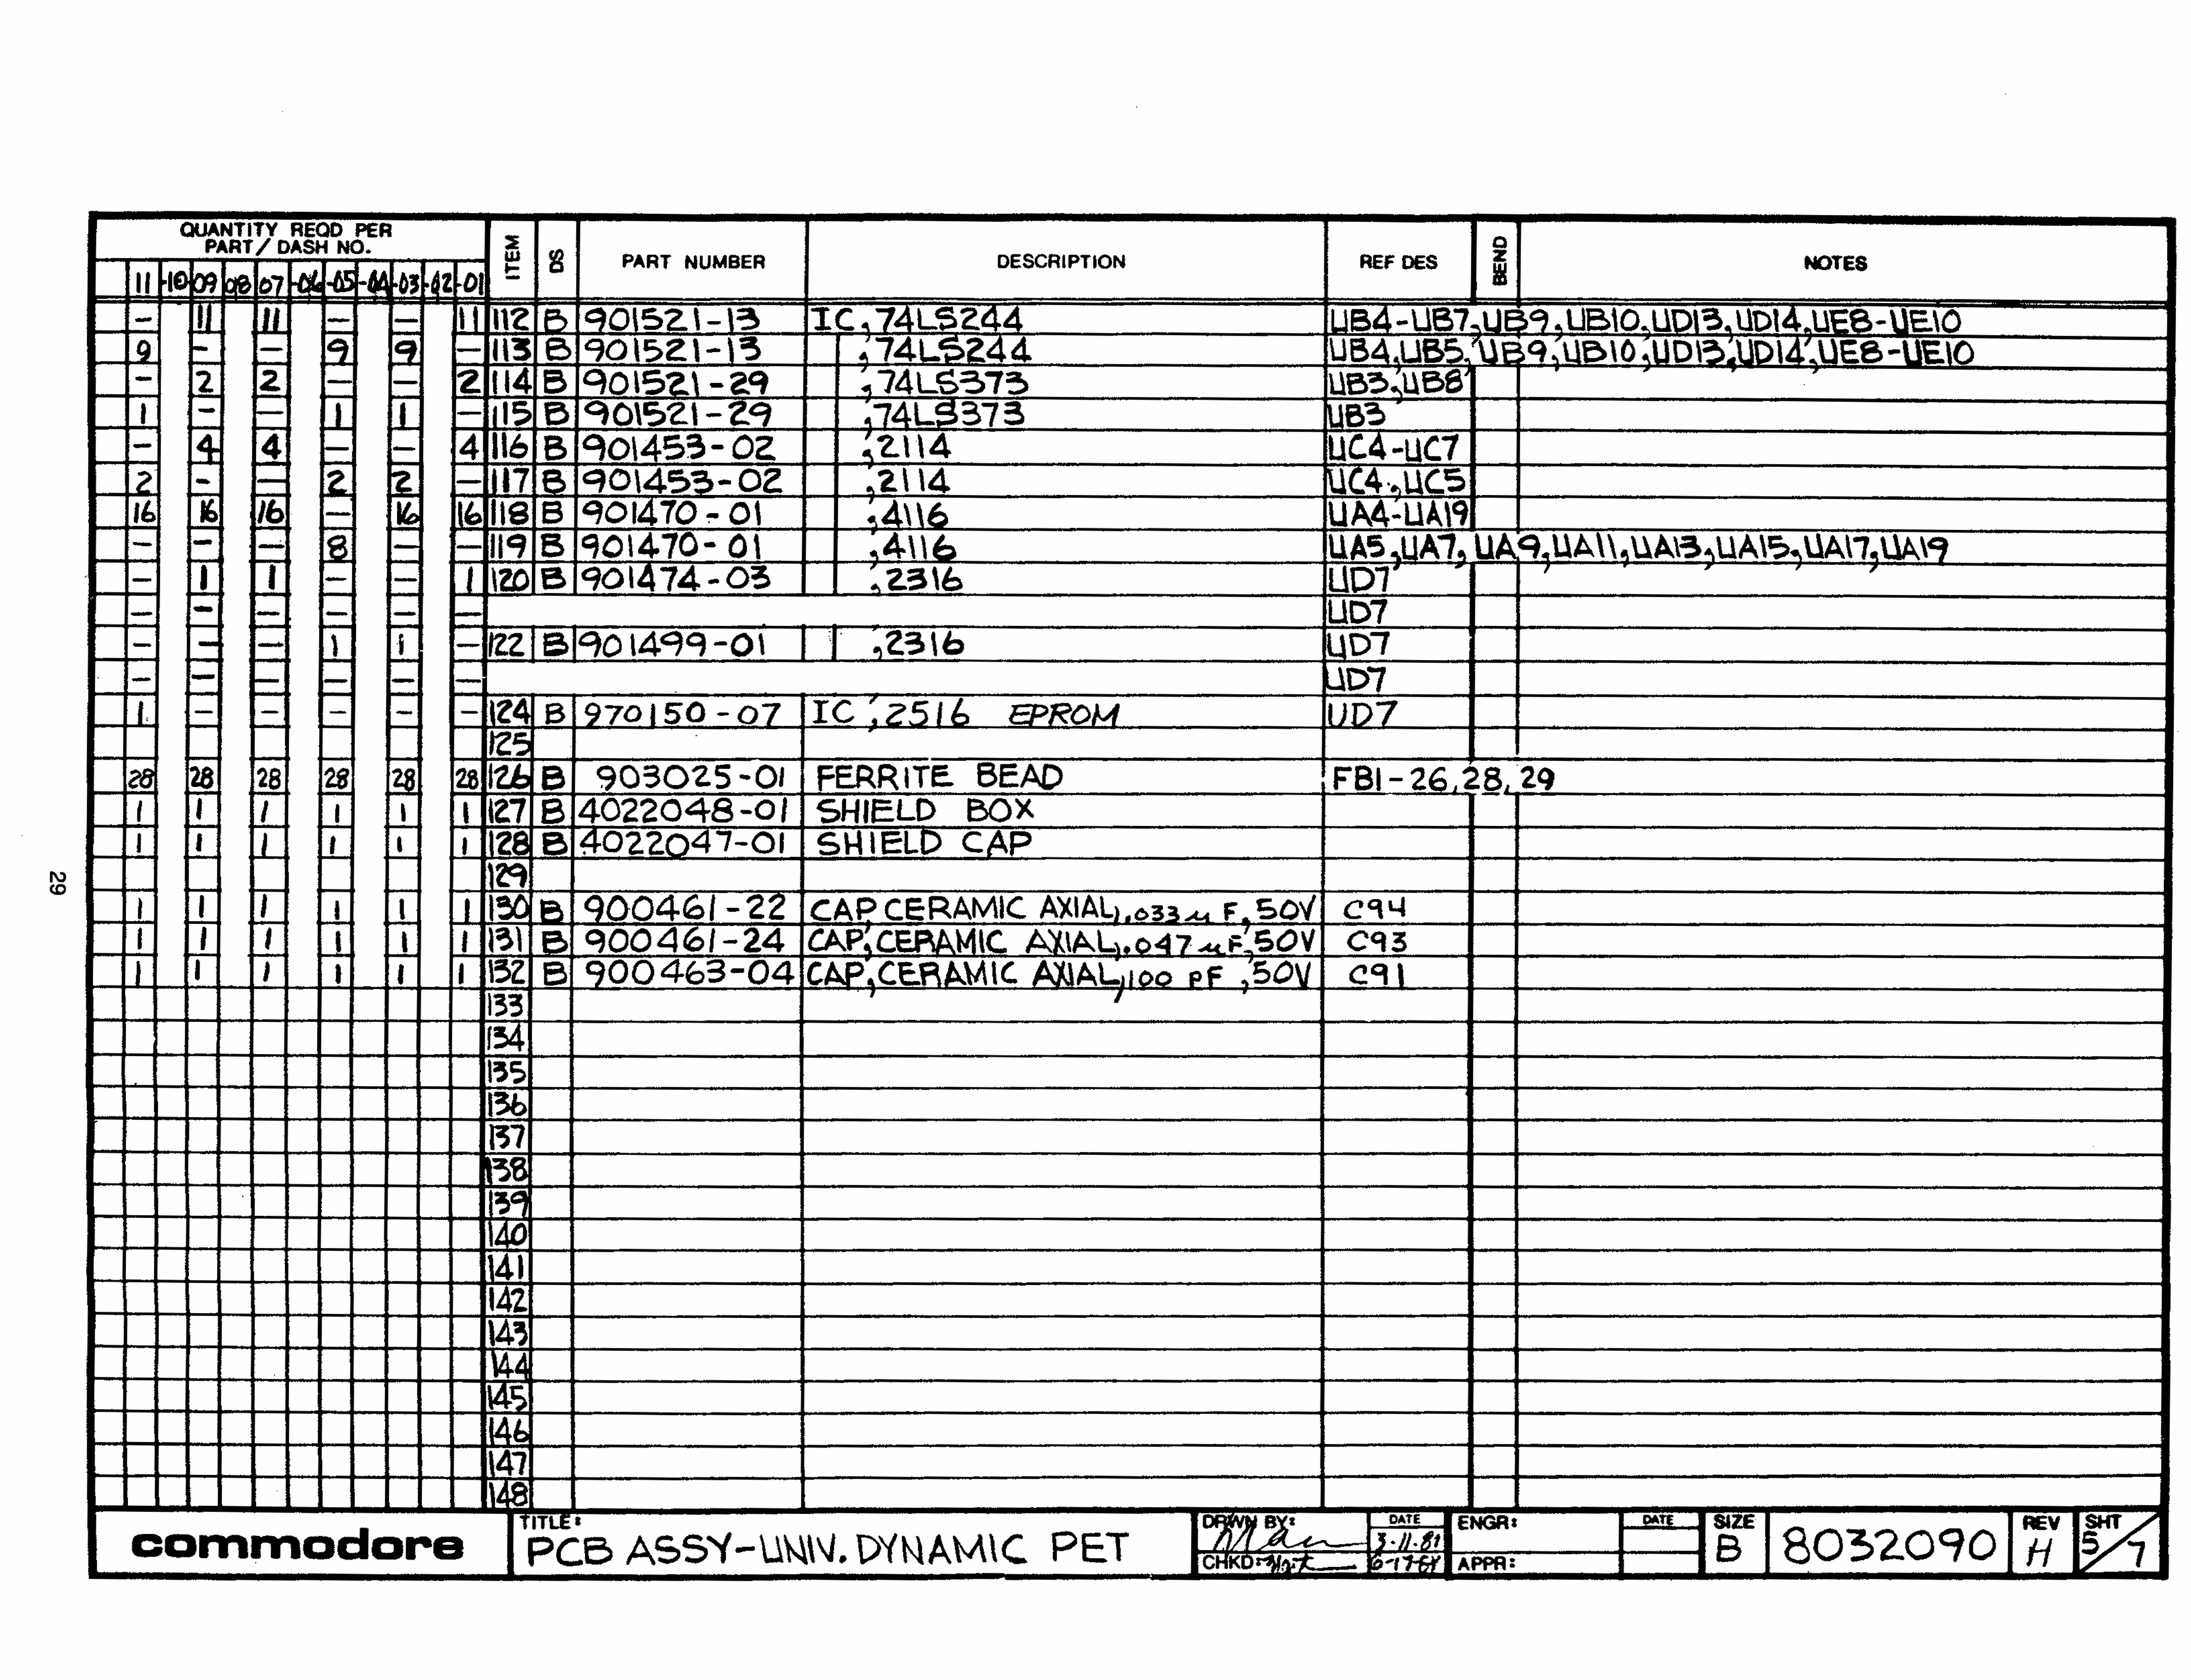 QUANTITY REQD PER
PART/DASH NO.
11 -10 09 08 07 -06 -05 -04 -03 -02 -01 ITEM DS PART NUMBER DESCRIPTION REF DES BEND NOTES
— 11 11 — — 11 112 B 901521-13 IC,74LS244 UB4-UB7,UB9,UB10,UD13,UD14,UE8-UE10
9 - — 9 9 — 113 B 901521-13 ,74LS244 UB4,UB5,UB9,UB10,UD13,UD14,UE8-UE10
- 2 2 — — 2 114 B 901521-29 ,74LS373 UB3,UB8
1 - — 1 1 — 115 B 901521-29 ,74LS373 UB3
— 4 4 — — 4 116 B 901453-02 ,2114 UC4-UC7
2 - — 2 2 — 117 B 901453-02 ,2114 UC4,UC5
16 16 16 — 16 16 118 B 901470-01 ,4116 UA4-UA19
— — — 8 — — 119 B 901470-01 ,4116 UA5,UA7,UA9,UA11,UA13,UA15,UA17,UA19
— 1 1 — — 1 120 B 901474-03 ,2316 UD7
— — — — — — UD7
— — — 1 1 — 122 B 901499-01 ,2316 UD7
— — — — — — UD7
1 — — — — — 124 B 970150-07 IC,2516 EPROM UD7
125
28 28 28 28 28 28 126 B 903025-01 FERRITE BEAD FB1-26,28,29
1 1 1 1 1 1 127 B 4022048-01 SHIELD BOX
1 1 1 1 1 1 128 B 4022047-01 SHIELD CAP
129
1 1 1 1 1 1 130 B 900461-22 CAP,CERAMIC AXIAL,.033µF,50V C94
1 1 1 1 1 1 131 B 900461-24 CAP,CERAMIC AXIAL,.047µF,50V C93
1 1 1 1 1 1 132 B 900463-04 CAP,CERAMIC AXIAL,100 PF,50V C91
133
134
135
136
137
138
139
140
141
142
143
144
145
146
147
148
29
commodore
TITLE:
PCB ASSY-UNIV. DYNAMIC PET
DRWN BY: DATE 3-11-81
CHKD:
ENGR: DATE
APPR:
SIZE B
8032090
REV H
SHT 5/7